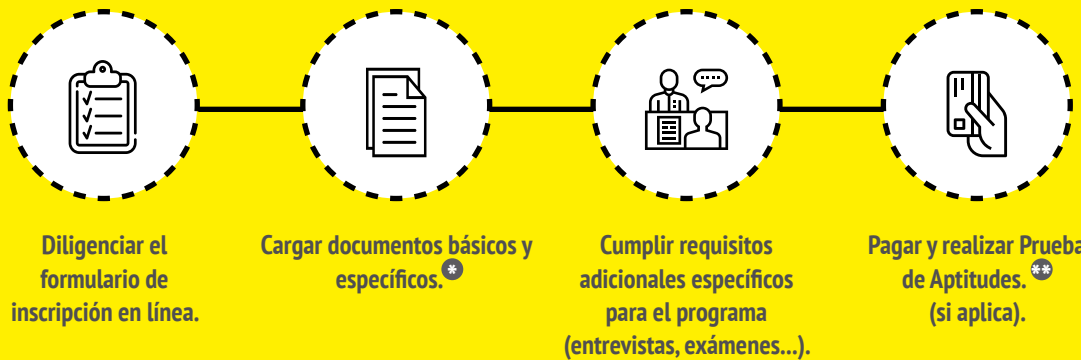 Diligenciar el
formulario de
inscripción en línea.
Cargar documentos básicos y
específicos.*
Cumplir requisitos
adicionales específicos
para el programa
(entrevistas, exámenes...).
Pagar y realizar Prueba
de Aptitudes. **
(si aplica).